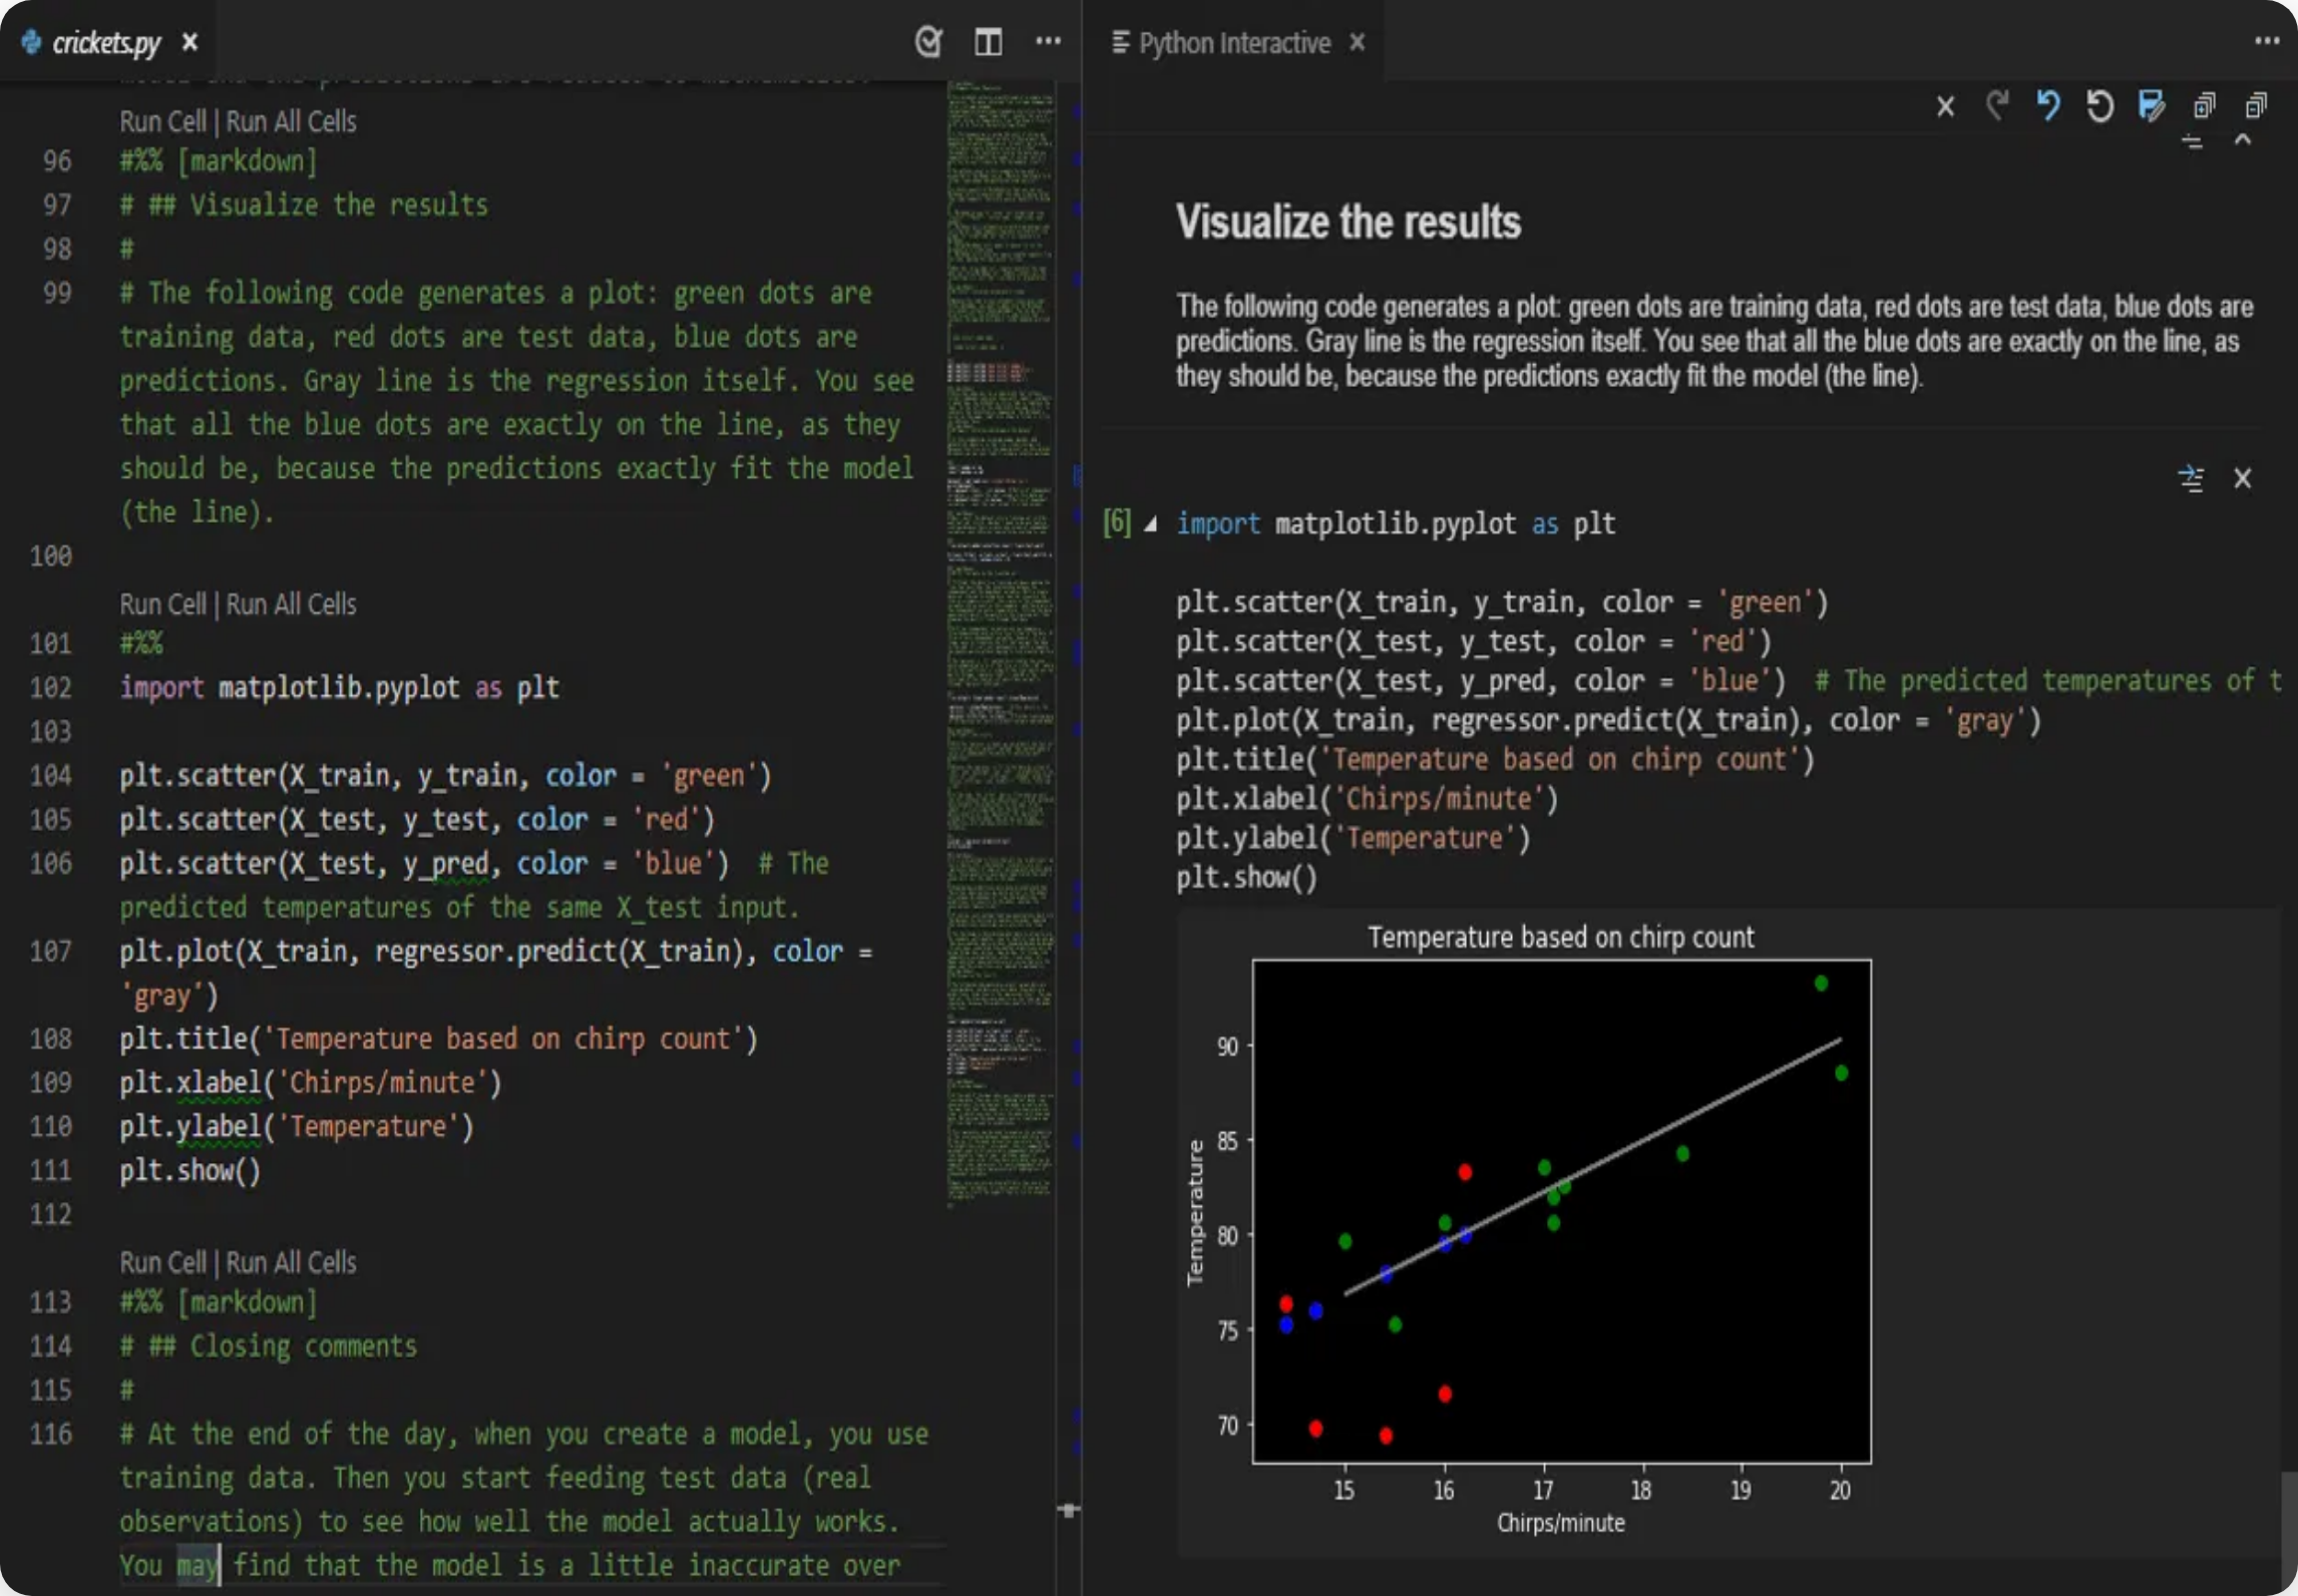 crickets.py
Run Cell | Run All Cells
96 #%% [markdown]
97 # ## Visualize the results
98 #
99 # The following code generates a plot: green dots are
training data, red dots are test data, blue dots are
predictions. Gray line is the regression itself. You see
that all the blue dots are exactly on the line, as they
should be, because the predictions exactly fit the model
(the line).
100
Run Cell | Run All Cells
101 #%%
102 import matplotlib.pyplot as plt
103
104 plt.scatter(X_train, y_train, color = 'green')
105 plt.scatter(X_test, y_test, color = 'red')
106 plt.scatter(X_test, y_pred, color = 'blue')  # The
predicted temperatures of the same X_test input.
107 plt.plot(X_train, regressor.predict(X_train), color =
'gray')
108 plt.title('Temperature based on chirp count')
109 plt.xlabel('Chirps/minute')
110 plt.ylabel('Temperature')
111 plt.show()
112
Run Cell | Run All Cells
113 #%% [markdown]
114 # ## Closing comments
115 #
116 # At the end of the day, when you create a model, you use
training data. Then you start feeding test data (real
observations) to see how well the model actually works.
You may find that the model is a little inaccurate over
Python Interactive
Visualize the results
The following code generates a plot: green dots are training data, red dots are test data, blue dots are
predictions. Gray line is the regression itself. You see that all the blue dots are exactly on the line, as
they should be, because the predictions exactly fit the model (the line).
[6] import matplotlib.pyplot as plt
plt.scatter(X_train, y_train, color = 'green')
plt.scatter(X_test, y_test, color = 'red')
plt.scatter(X_test, y_pred, color = 'blue')  # The predicted temperatures of t
plt.plot(X_train, regressor.predict(X_train), color = 'gray')
plt.title('Temperature based on chirp count')
plt.xlabel('Chirps/minute')
plt.ylabel('Temperature')
plt.show()
Temperature based on chirp count
Temperature
90
85
80
75
70
15 16 17 18 19 20
Chirps/minute